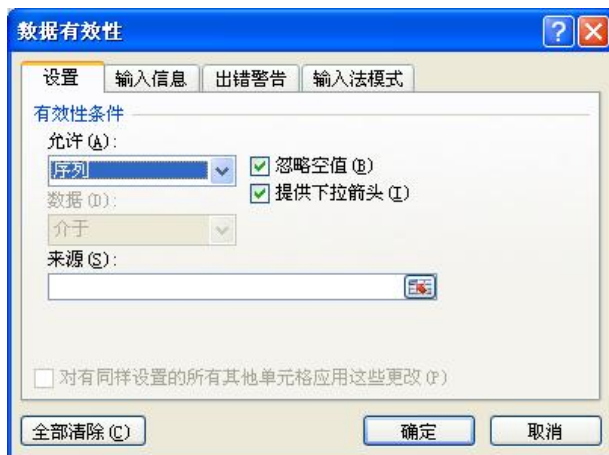 数据有效性
设置 输入信息 出错警告 输入法模式
有效性条件
允许(A):
序列 忽略空值(B)
数据(D): 提供下拉箭头(I)
介于
来源(S):
对有同样设置的所有其他单元格应用这些更改(P)
全部清除(C) 确定 取消